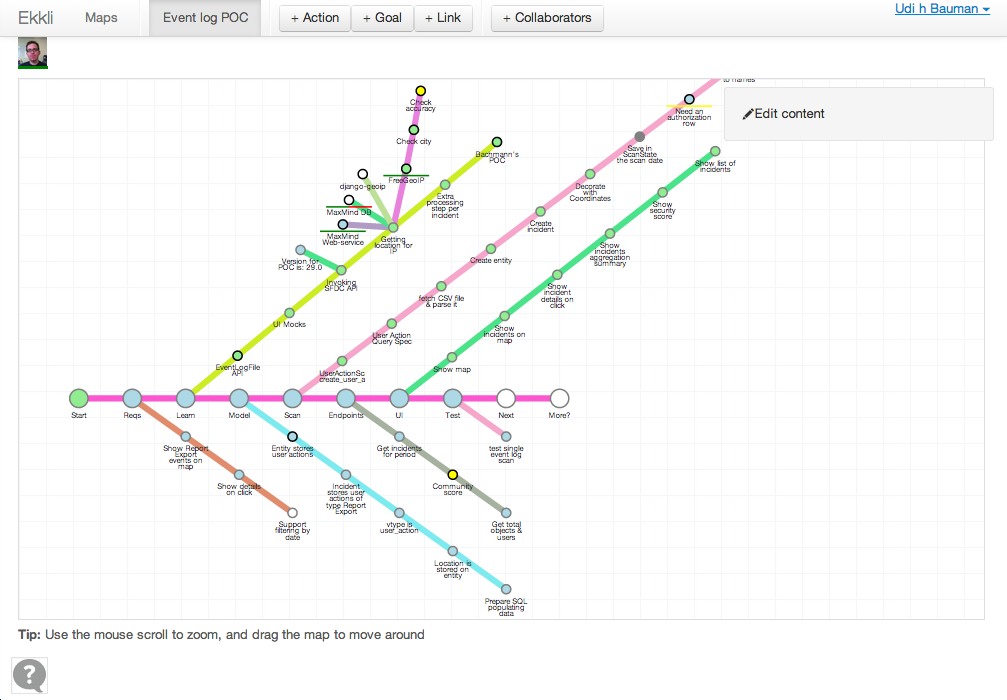 Ekkli
Maps
Event log POC
+ Action
+ Goal
+ Link
+ Collaborators
Udi h Bauman
to names
Edit content
Check
accuracy
Check city
FreeGeoIP
django-geoip
MaxMind DB
MaxMind
Web-service
Getting
location for
IP
Bachmann's
POC
Extra
processing
step per
incident
Version for
POC is: 29.0
Invoking
SFDC API
UI Mocks
EventLogFile
API
Need an
authorization
row
Save in
ScanState
the scan date
Decorate
with
Coordinates
Create
incident
Create entity
fetch CSV file
& parse it
User Action
Query Spec
UserActionSc
create_user_a
Show list of
incidents
Show
security
score
Show
incidents
aggregation
summary
Show
incident
details on
click
Show
incidents on
map
Show map
Start
Reqs
Learn
Model
Scan
Endpoints
UI
Test
Next
More?
Show Report
Export
events on
map
Show details
on click
Support
filtering by
date
Entity stores
user actions
Incident
stores user
actions of
type Report
Export
vtype is
user_action
Location is
stored on
entity
Prepare SQL
populating
data
Get incidents
for period
Community
score
Get total
objects &
users
test single
event log
scan
Tip: Use the mouse scroll to zoom, and drag the map to move around
?